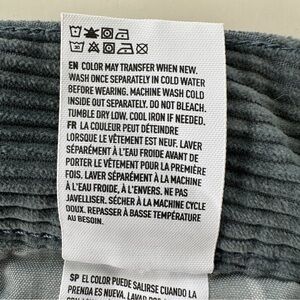 EN COLOR MAY TRANSFER WHEN NEW.
WASH ONCE SEPARATELY IN COLD WATER
BEFORE WEARING. MACHINE WASH COLD
INSIDE OUT SEPARATELY. DO NOT BLEACH.
TUMBLE DRY LOW. COOL IRON IF NEEDED.
FR LA COULEUR PEUT DÉTEINDRE
LORSQUE LE VÊTEMENT EST NEUF. LAVER
SÉPARÉMENT À L'EAU FROIDE AVANT DE
PORTER LE VÊTEMENT POUR LA PREMIÈRE
FOIS. LAVER SÉPARÉMENT À LA MACHINE
À L'EAU FROIDE, À L'ENVERS. NE PAS
JAVELLISER. SÉCHER À LA MACHINE CYCLE
DOUX. REPASSER À BASSE TEMPÉRATURE
AU BESOIN.
SP EL COLOR PUEDE SALIRSE CUANDO LA
PRENDA ES NUEVA. LAVAR POR